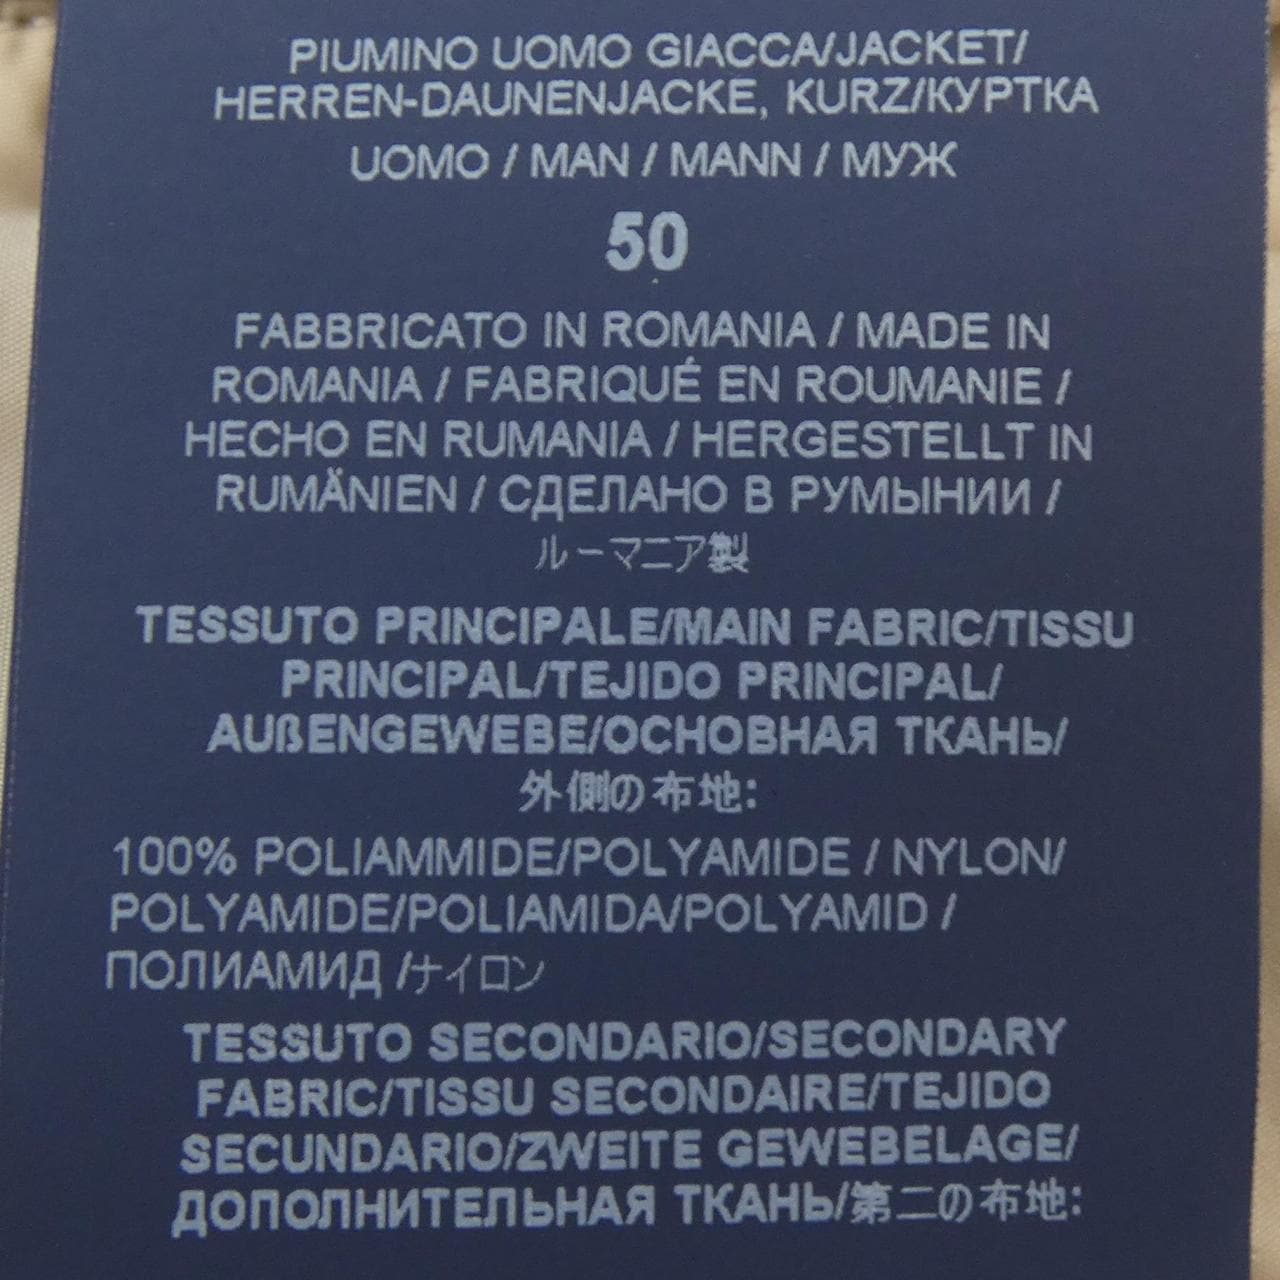 PIUMINO UOMO GIACCA/JACKET/
HERREN-DAUNENJACKE, KURZ/КУРТКА
UOMO / MAN / MANN / МУЖ
50
FABBRICATO IN ROMANIA / MADE IN
ROMANIA / FABRIQUÉ EN ROUMANIE /
HECHO EN RUMANIA / HERGESTELLT IN
RUMÄNIEN / СДЕЛАНО В РУМЫНИИ /
ルーマニア製
TESSUTO PRINCIPALE/MAIN FABRIC/TISSU
PRINCIPAL/TEJIDO PRINCIPAL/
AUßENGEWEBE/ОСНОВНАЯ ТКАНЬ/
外側の布地:
100% POLIAMMIDE/POLYAMIDE / NYLON/
POLYAMIDE/POLIAMIDA/POLYAMID /
ПОЛИАМИД /ナイロン
TESSUTO SECONDARIO/SECONDARY
FABRIC/TISSU SECONDAIRE/TEJIDO
SECUNDARIO/ZWEITE GEWEBELAGE/
ДОПОЛНИТЕЛЬНАЯ ТКАНЬ/第二の布地: